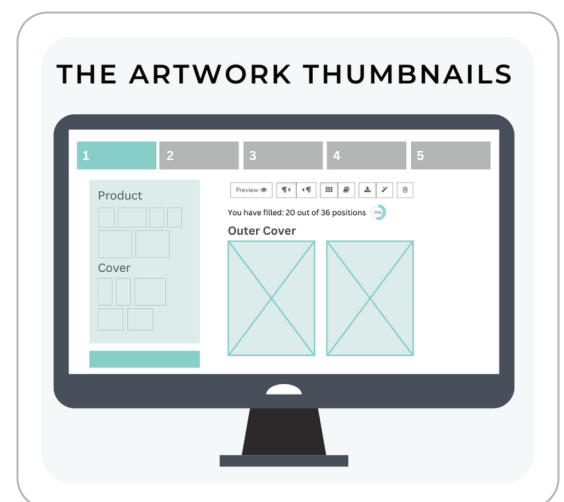 THE ARTWORK THUMBNAILS
1 2 3 4 5
Product
Cover
Preview
You have filled: 20 out of 36 positions
Outer Cover